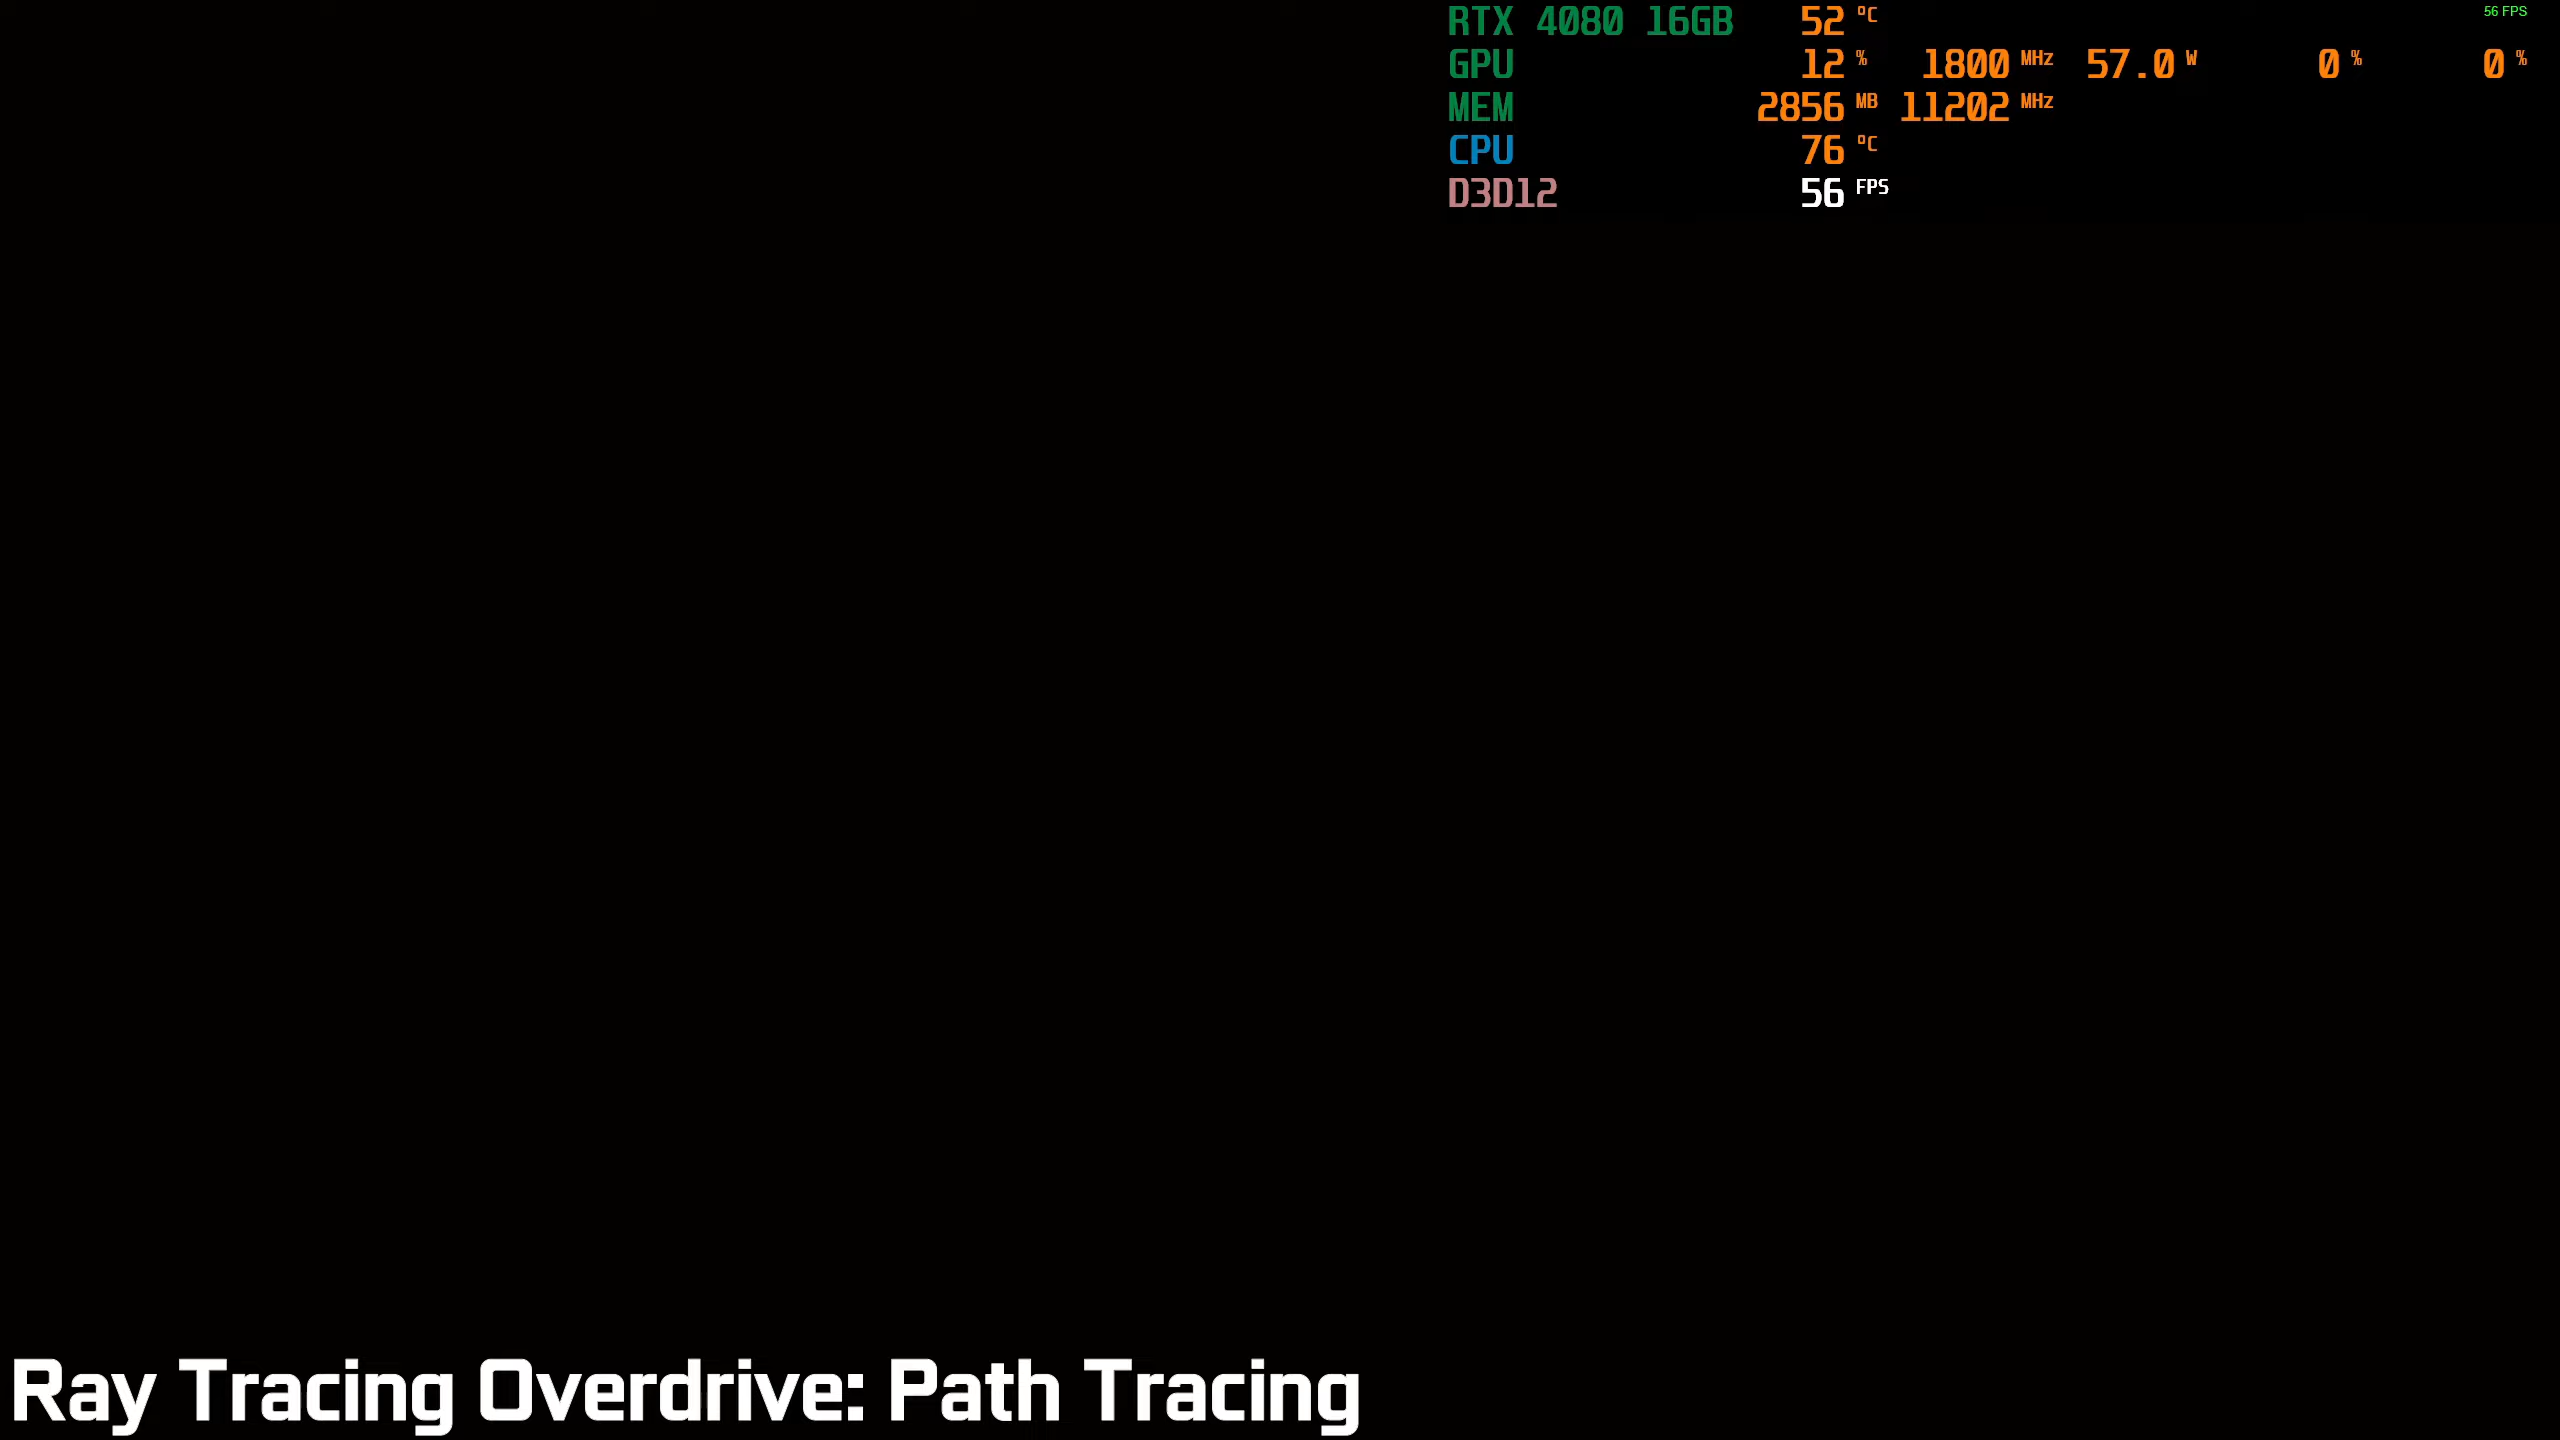 RTX 4080 16GB 52 °C 56 FPS
GPU 12 % 1800 MHz 57.0 W 0 % 0 %
MEM 2856 MB 11202 MHz
CPU 76 °C
D3D12 56 FPS
Ray Tracing Overdrive: Path Tracing